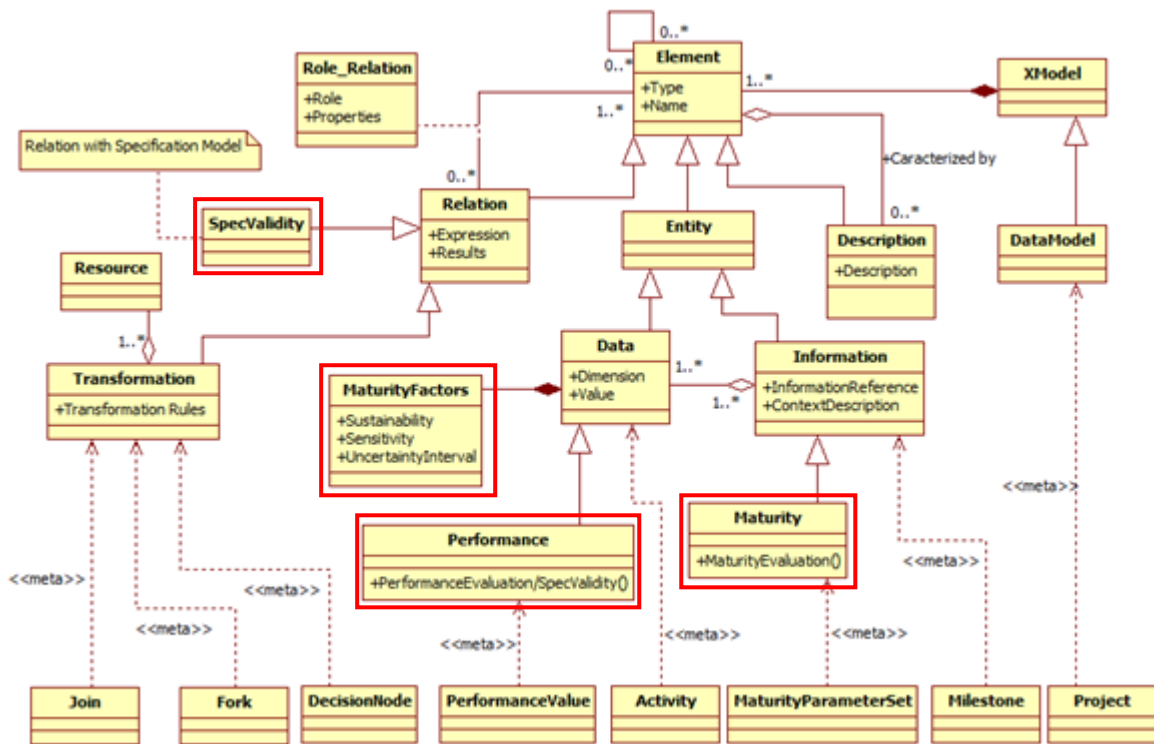 0..*
0..*
Element
+Type
+Name
1..*
1..*
XModel
Role_Relation
+Role
+Properties
Relation with Specification Model
+Caracterized by
0..*
0..*
SpecValidity
Relation
+Expression
+Results
Entity
Description
+Description
DataModel
Resource
1..*
Transformation
+Transformation Rules
MaturityFactors
+Sustainability
+Sensitivity
+UncertaintyInterval
Data
+Dimension
+Value
1..*
1..*
Information
+InformationReference
+ContextDescription
<<meta>>
Performance
+PerformanceEvaluation/SpecValidity()
Maturity
+MaturityEvaluation()
<<meta>>
<<meta>>
<<meta>>
<<meta>>
<<meta>>
<<meta>>
<<meta>>
Join
Fork
DecisionNode
PerformanceValue
Activity
MaturityParameterSet
Milestone
Project